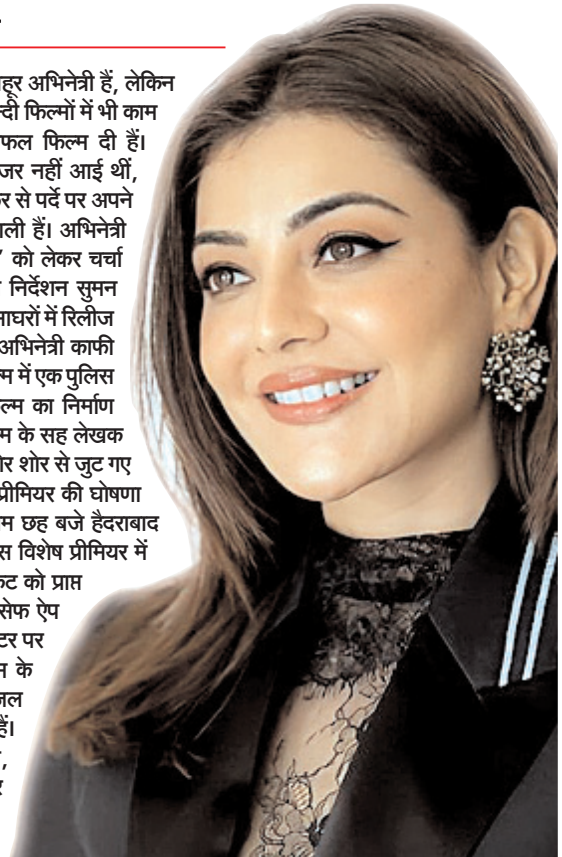 हूर अभिनेत्री हैं, लेकिन
न्दी फिल्मों में भी काम
फल फिल्म दी हैं।
जर नहीं आई थीं,
र से पर्दे पर अपने
ाली हैं। अभिनेत्री
’ को लेकर चर्चा
निर्देशन सुमन
माघरों में रिलीज
अभिनेत्री काफी
ल्म में एक पुलिस
ल्म का निर्माण
म के सह लेखक
ोर शोर से जुट गए
प्रीमियर की घोषणा
म छह बजे हैदराबाद
स विशेष प्रीमियर में
कट को प्राप्त
सेफ ऐप
टर पर
म के
जल
हैं।
,